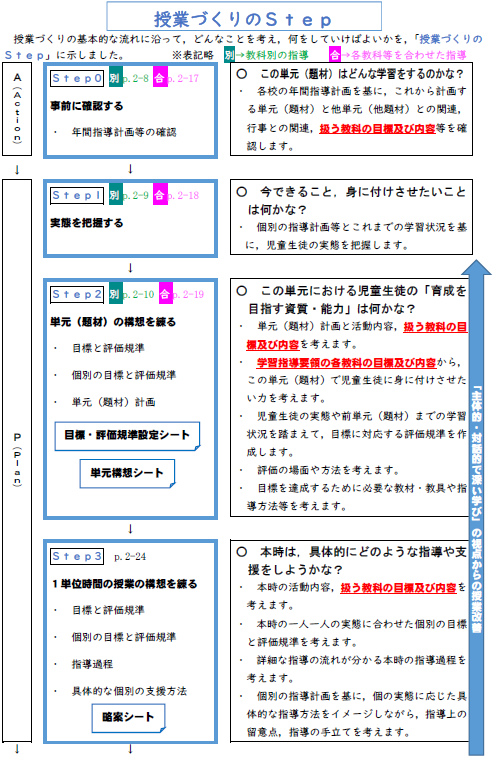 授業づくりのＳｔｅｐ
授業づくりの基本的な流れに沿って，どんなことを考え，何をしていけばよいかを，「授業づくりの
Ｓｔｅｐ」に示しました。　※表記略　別→教科別の指導　合→各教科等を合わせた指導
Ａ（Ａｃｔｉｏｎ）
↓
Ｓｔｅｐ０　別p.2-8　合p.2-17
事前に確認する
・　年間指導計画等の確認
↓
〇　この単元（題材）はどんな学習をするのかな？
・　各校の年間指導計画を基に，これから計画す
る単元（題材）と他単元（他題材）との関連，
行事との関連，扱う教科の目標及び内容等を確
認します。
Ｐ（Ｐｌａｎ）
↓
Ｓｔｅｐ１　別p.2-9　合p.2-18
実態を把握する
↓
〇　今できること，身に付けさせたいこと
は何かな？
・　個別の指導計画等とこれまでの学習状況を基
に，児童生徒の実態を把握します。
Ｓｔｅｐ２　別p.2-10　合p.2-19
単元（題材）の構想を練る
・　目標と評価規準
・　個別の目標と評価規準
・　単元（題材）計画
目標・評価規準設定シート
単元構想シート
↓
〇　この単元における児童生徒の「育成を
目指す資質・能力」は何かな？
・　単元（題材）計画と活動内容，扱う教科の目
標及び内容を考えます。
・　学習指導要領の各教科の目標及び内容から，
この単元（題材）で児童生徒に身に付けさせた
い力を考えます。
・　児童生徒の実態や前単元（題材）までの学習
状況を踏まえて，目標に対応する評価規準を作
成します。
・　評価の場面や方法を考えます。
・　目標を達成するために必要な教材・教具や指
導方法等を考えます。
Ｓｔｅｐ３　p.2-24
１単位時間の授業の構想を練る
・　目標と評価規準
・　個別の目標と評価規準
・　指導過程
・　具体的な個別の支援方法
略案シート
↓
〇　本時は，具体的にどのような指導や支
援をしようかな？
・　本時の活動内容，扱う教科の目標及び内容を
考えます。
・　本時の一人一人の実態に合わせた個別の目標
と評価規準を考えます。
・　詳細な指導の流れが分かる本時の指導過程を
考えます。
・　個別の指導計画を基に，個の実態に応じた具
体的な指導方法をイメージしながら，指導上の
留意点，指導の手立てを考えます。
「主体的・対話的で深い学び」の視点からの授業改善